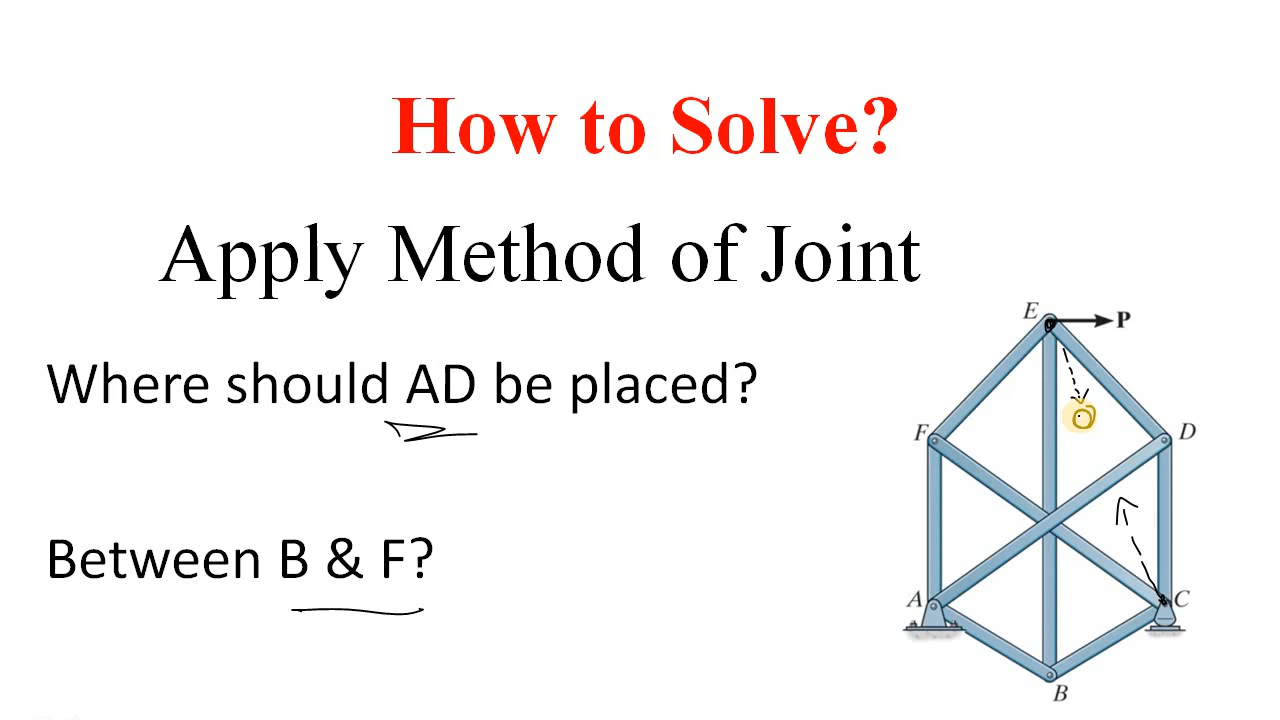 How to Solve?
Apply Method of Joint
E
P
Where should AD be placed?
F
D
Between B & F?
A
C
B